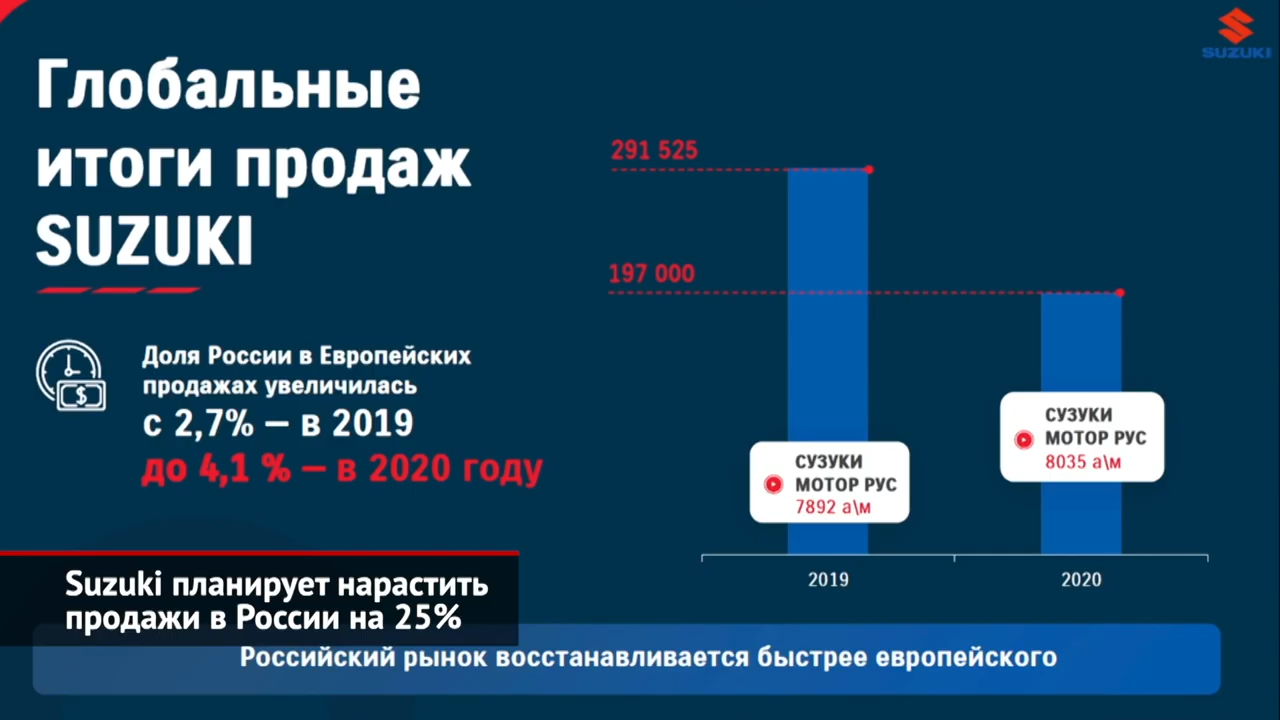 SUZUKI
Глобальные
итоги продаж
SUZUKI
Доля России в Европейских
продажах увеличилась
с 2,7% – в 2019
до 4,1 % – в 2020 году
291 525
197 000
СУЗУКИ
МОТОР РУС
7892 а\м
СУЗУКИ
МОТОР РУС
8035 а\м
2019
2020
Suzuki планирует нарастить
продажи в России на 25%
Российский рынок восстанавливается быстрее европейского